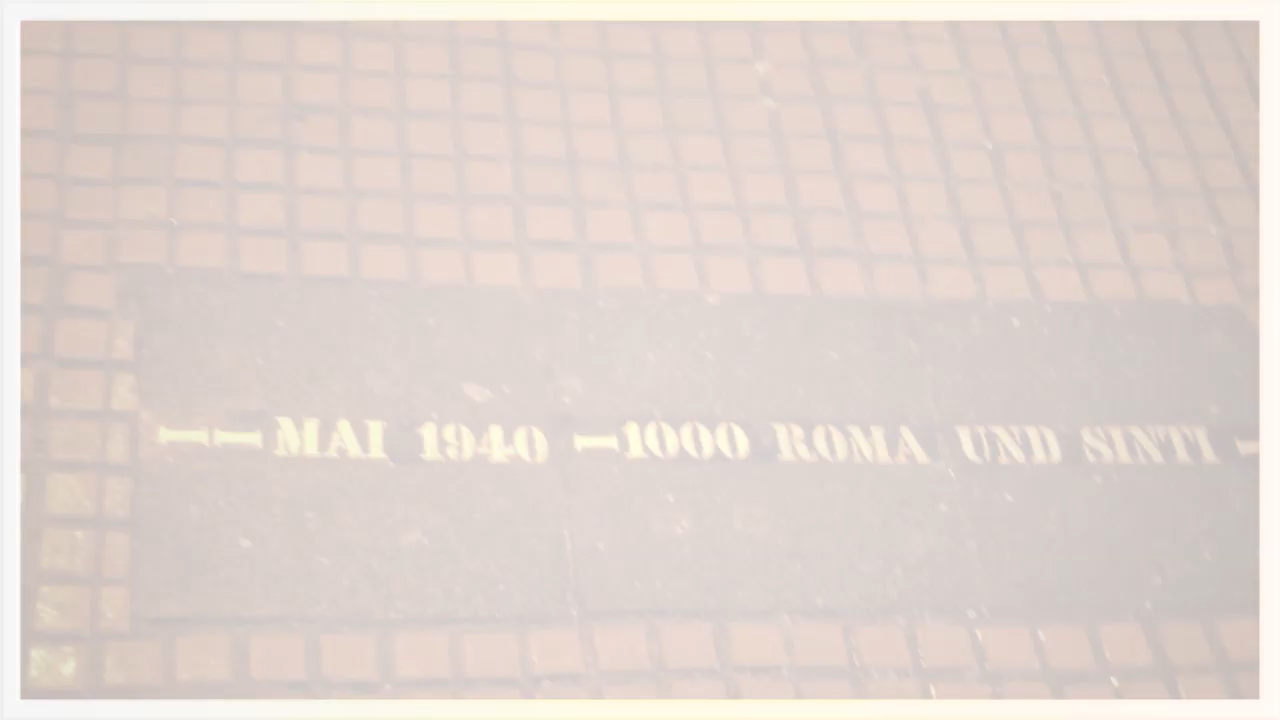 MAI 1940 – 1000 ROMA UND SINTI –